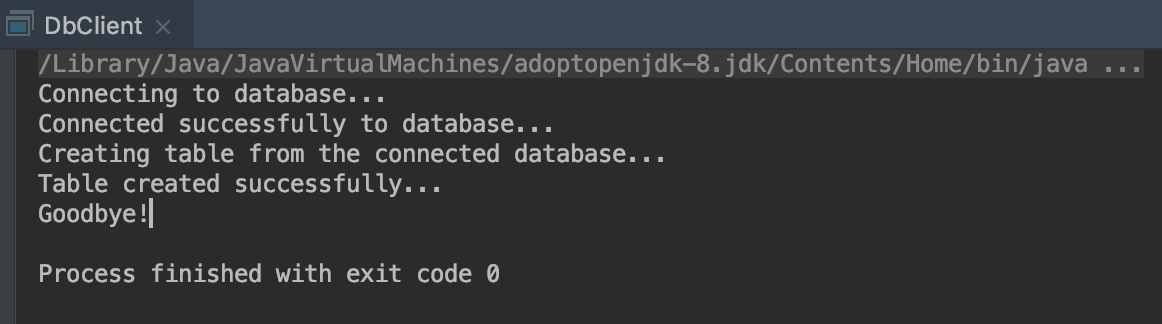 DbClient
/Library/Java/JavaVirtualMachines/adoptopenjdk-8.jdk/Contents/Home/bin/java ...
Connecting to database...
Connected successfully to database...
Creating table from the connected database...
Table created successfully...
Goodbye!
Process finished with exit code 0